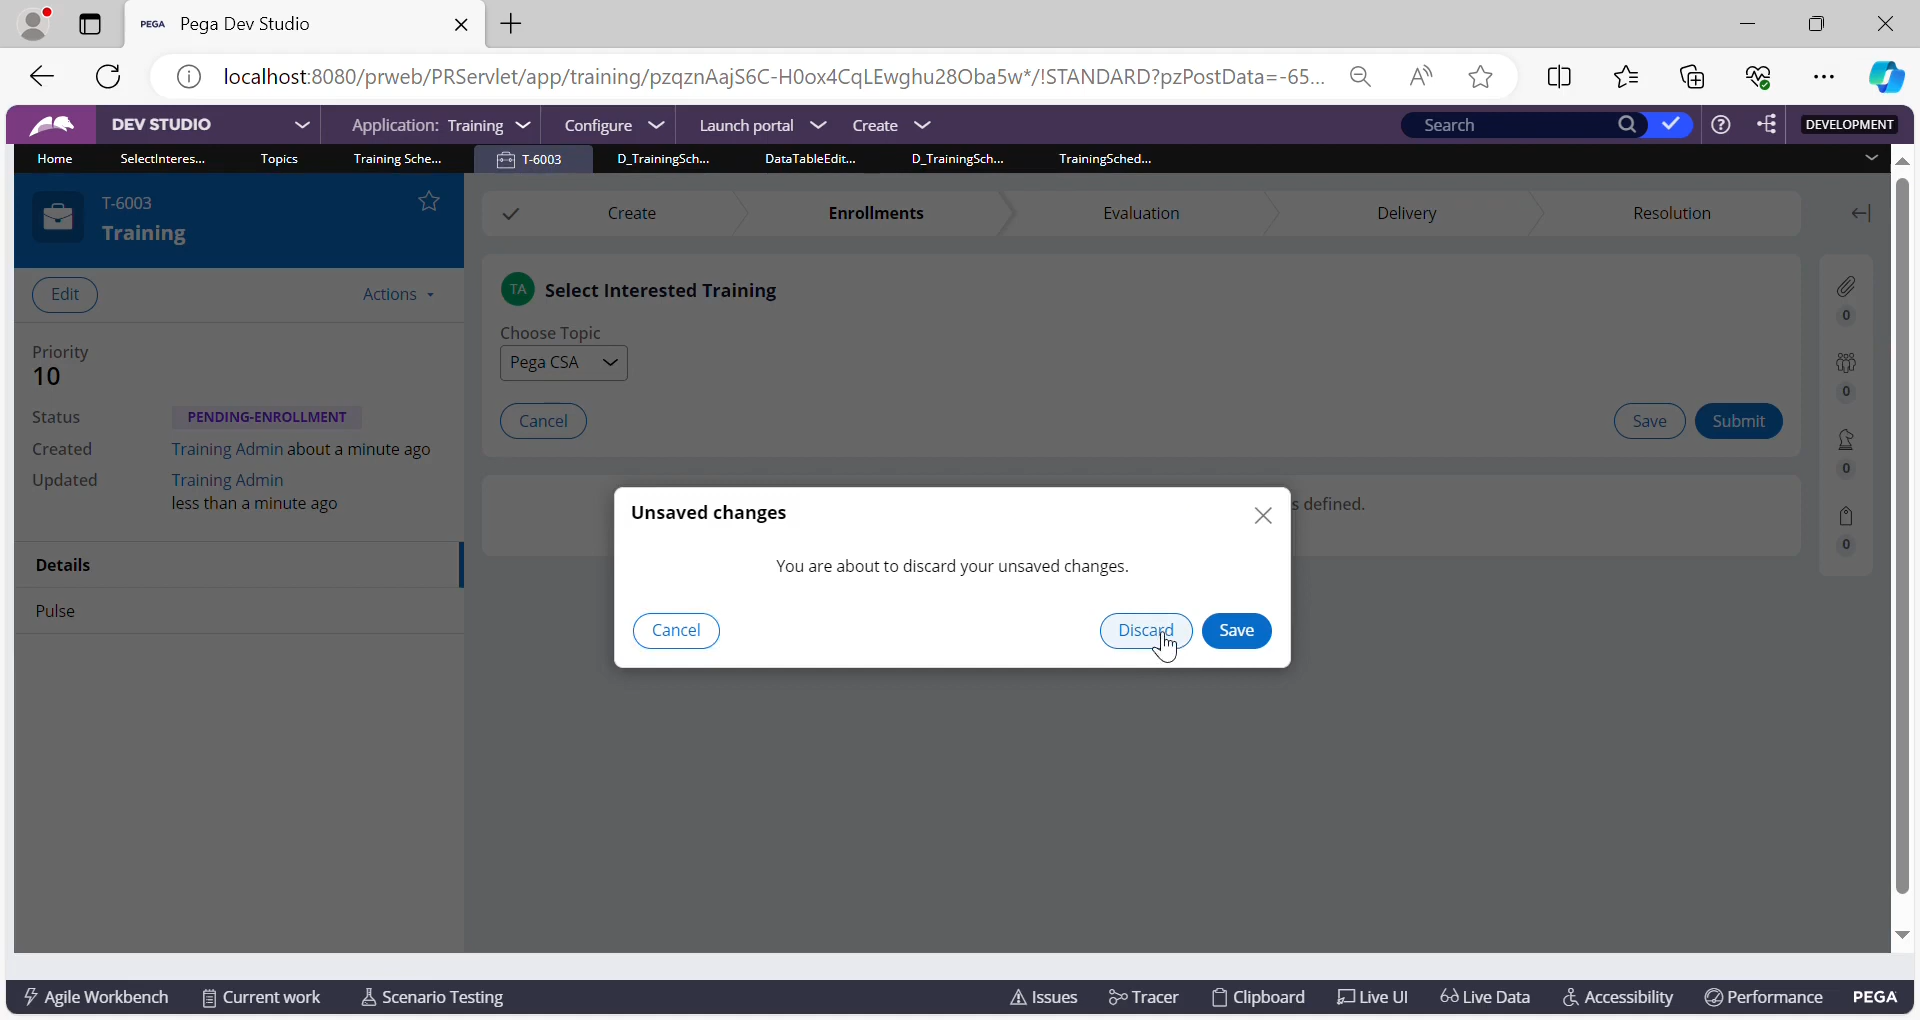 PEGA Pega Dev Studio
localhost:8080/prweb/PRServlet/app/training/pzqznAajS6C-H0ox4CqLEwghu28Oba5w*/!STANDARD?pzPostData=-65...
DEV STUDIO Application: Training Configure Launch portal Create Search DEVELOPMENT
Home SelectInteres... Topics Training Sche... T-6003 D_TrainingSch... DataTableEdit... D_TrainingSch... TrainingSched...
T-6003
Training
Create Enrollments Evaluation Delivery Resolution
Edit Actions
TA Select Interested Training
Choose Topic
Pega CSA
Cancel Save Submit
Priority
10
Status PENDING-ENROLLMENT
Created Training Admin about a minute ago
Updated Training Admin
less than a minute ago
Details
Pulse
0
0
0
0
s defined.
Unsaved changes
You are about to discard your unsaved changes.
Cancel Discard Save
Agile Workbench Current work Scenario Testing Issues Tracer Clipboard Live UI Live Data Accessibility Performance PEGA